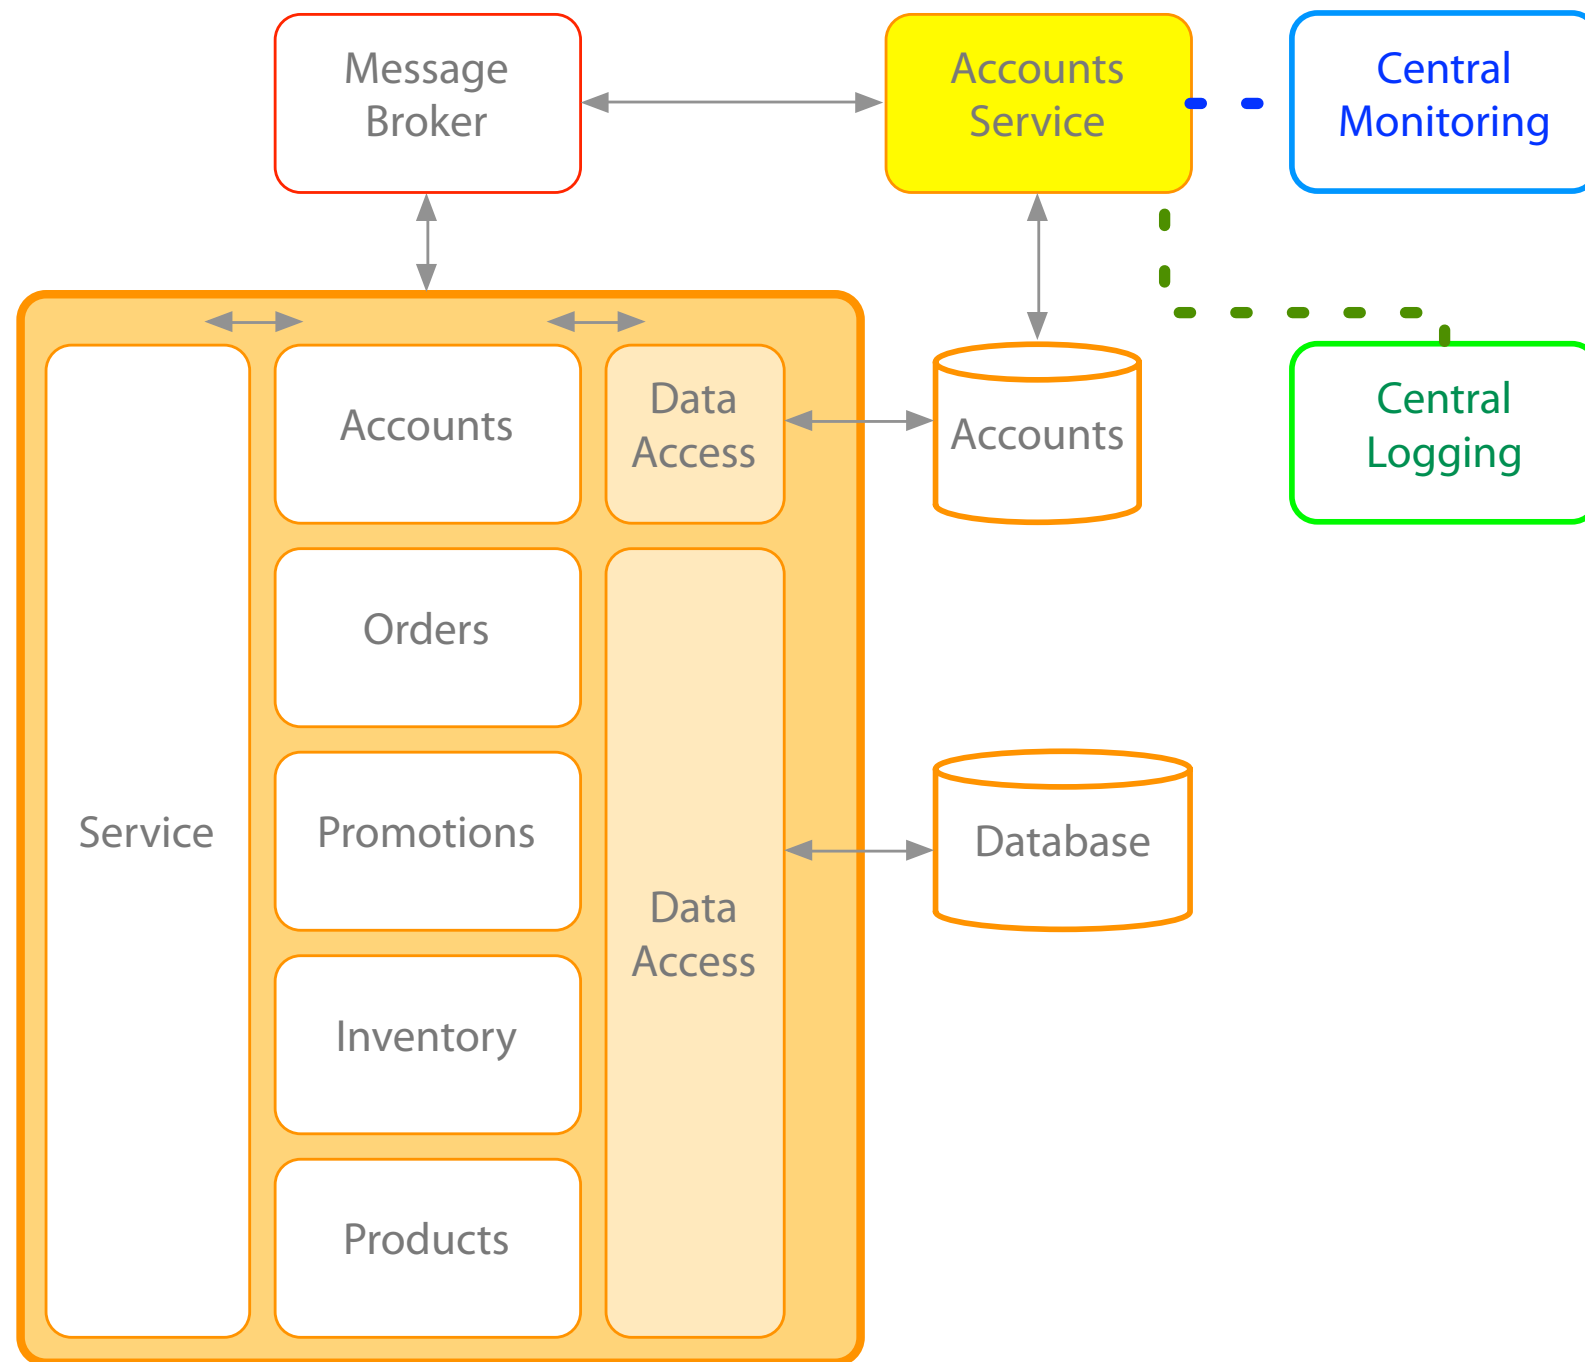 Message
Broker
Accounts
Service
Central
Monitoring
Accounts
Data
Access
Accounts
Central
Logging
Orders
Service
Promotions
Database
Data
Access
Inventory
Products